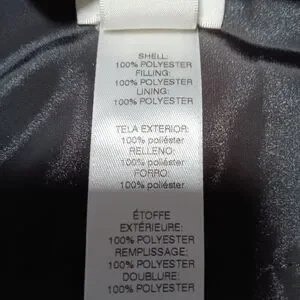 SHELL:
100% POLYESTER
FILLING:
100% POLYESTER
LINING:
100% POLYESTER
TELA EXTERIOR:
100% poliéster
RELLENO:
100% poliéster
FORRO:
100% poliéster
ÉTOFFE
EXTÉRIEURE:
100% POLYESTER
REMPLISSAGE:
100% POLYESTER
DOUBLURE:
100% POLYESTER